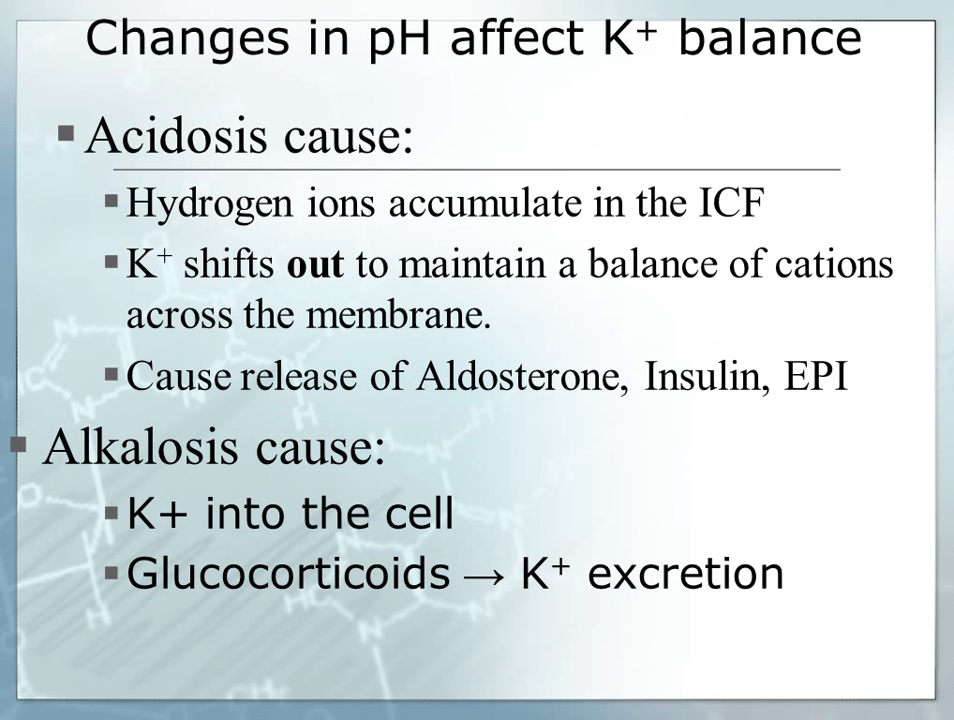 Changes in pH affect K⁺ balance
▪ Acidosis cause:
▪ Hydrogen ions accumulate in the ICF
▪ K⁺ shifts out to maintain a balance of cations
across the membrane.
▪ Cause release of Aldosterone, Insulin, EPI
▪ Alkalosis cause:
▪ K+ into the cell
▪ Glucocorticoids → K⁺ excretion